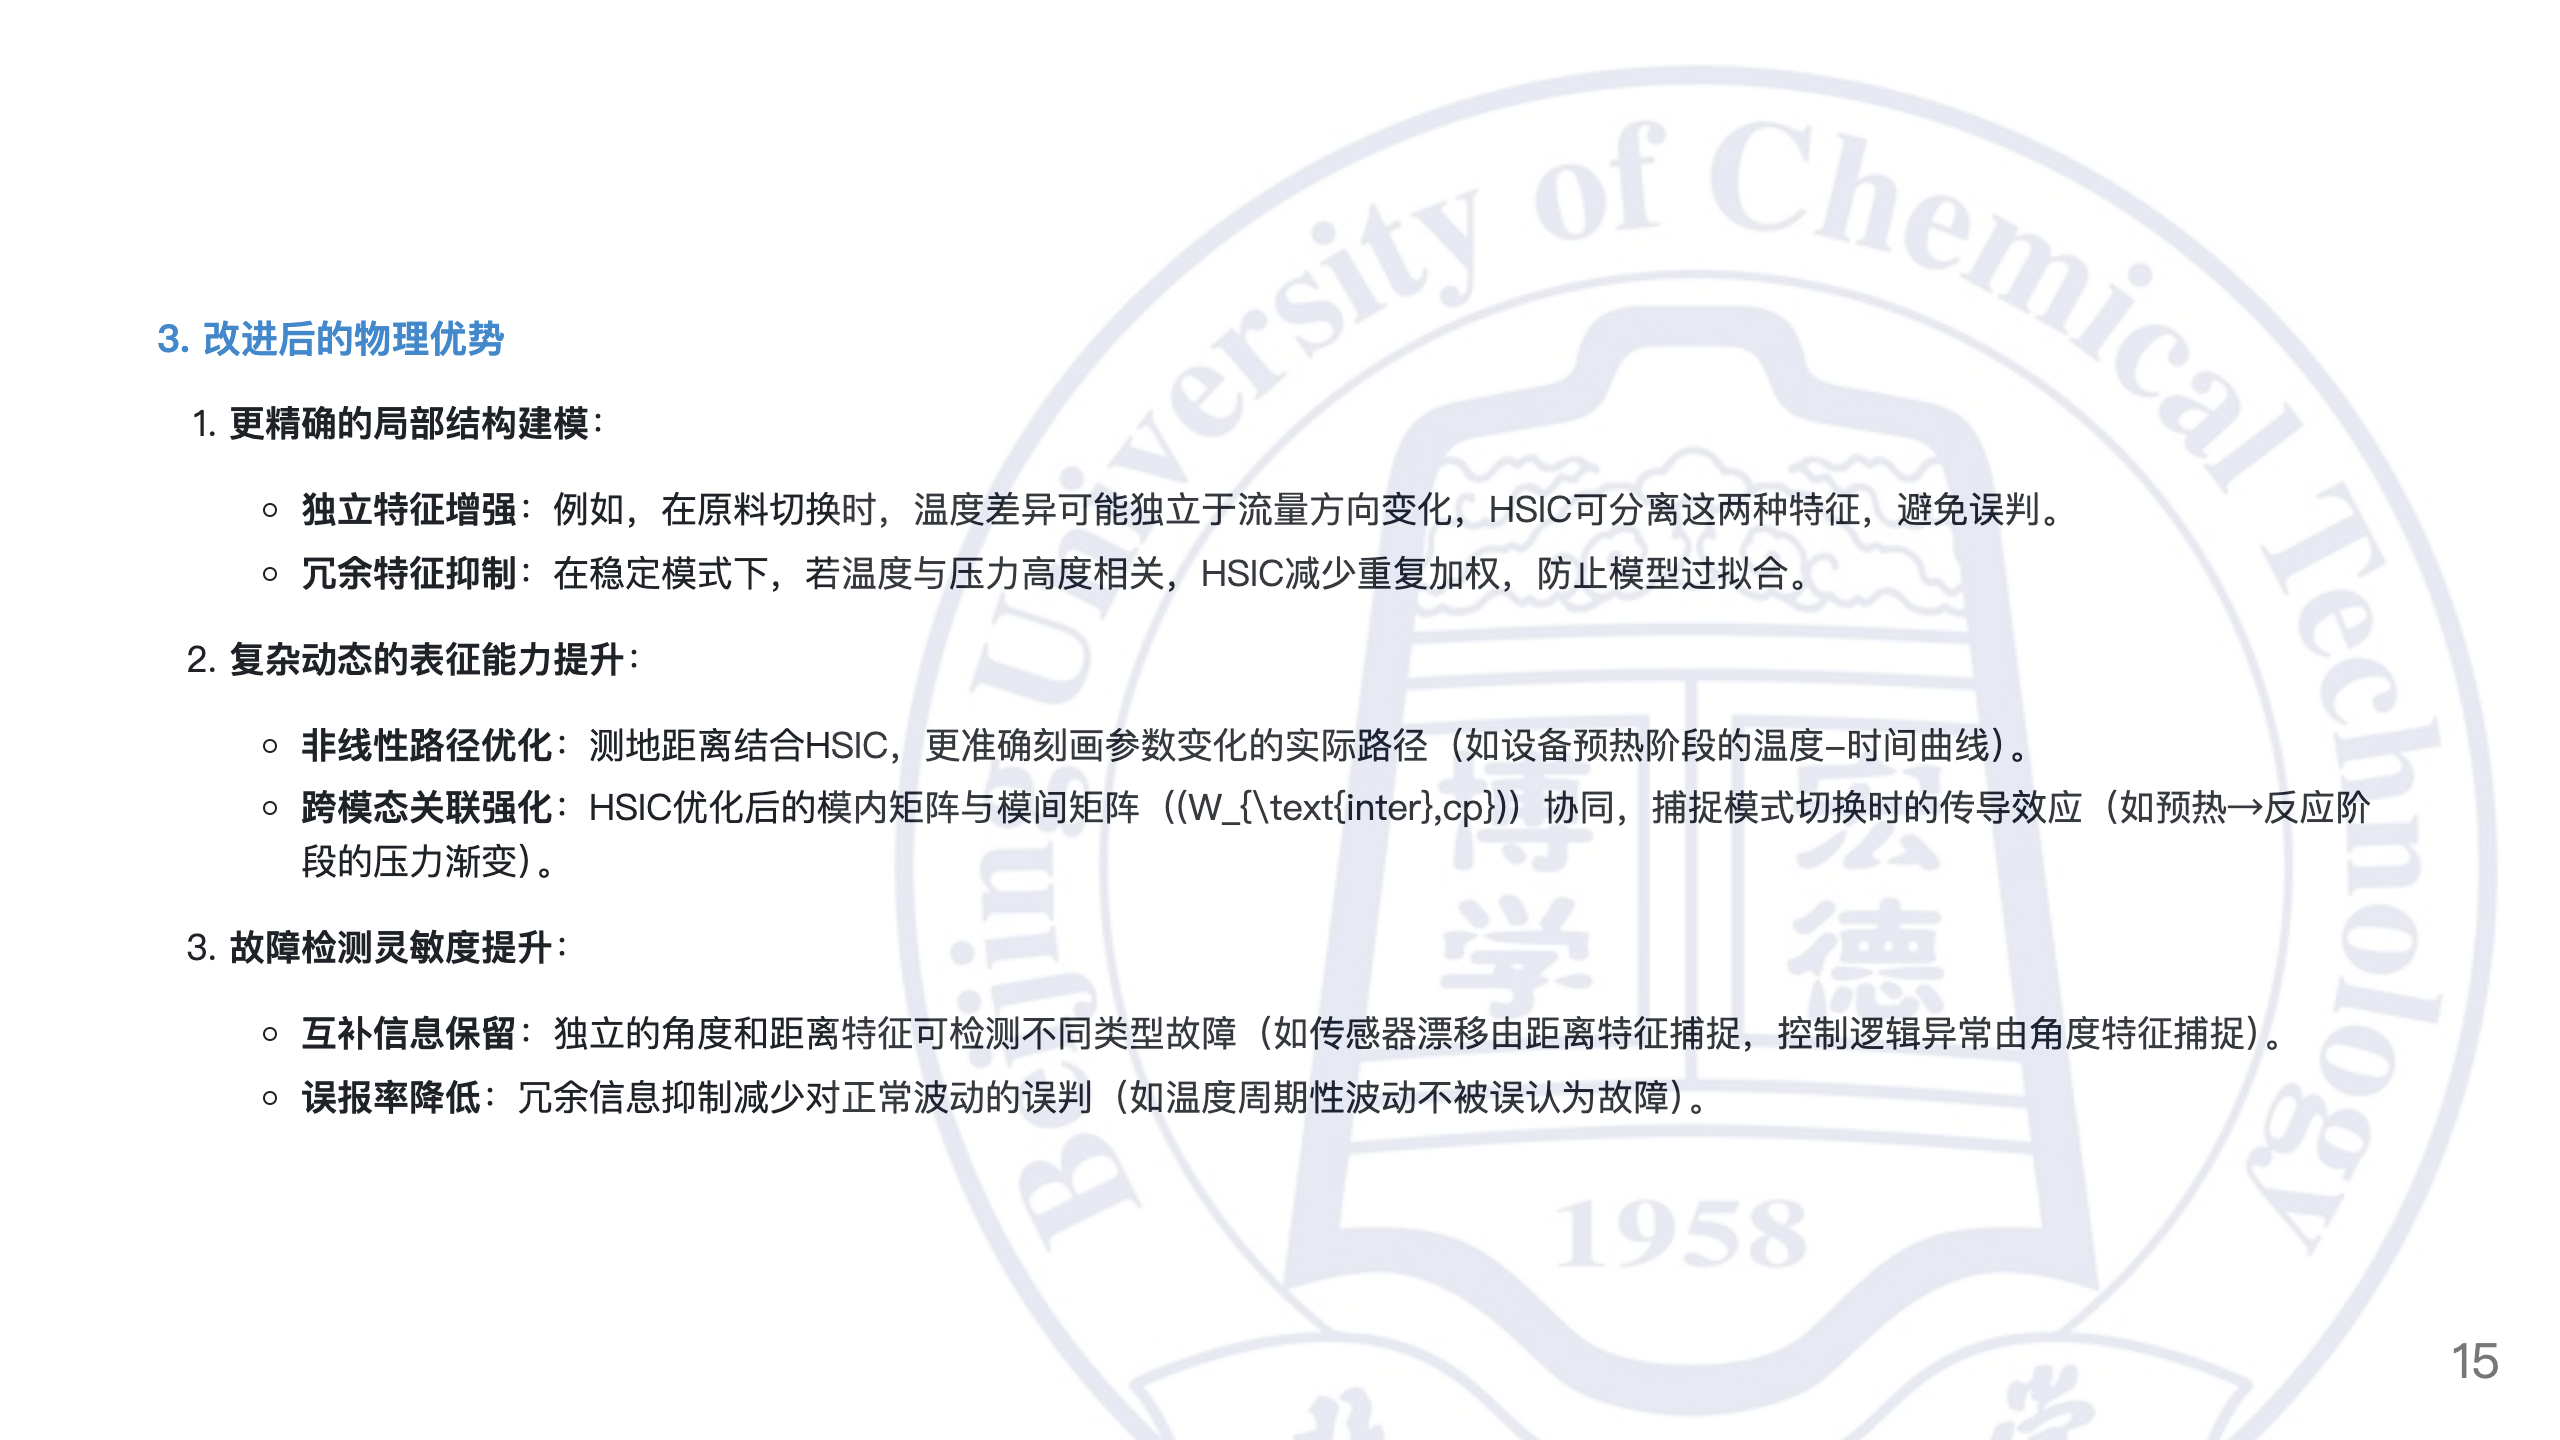 3. 改进后的物理优势
1. 更精确的局部结构建模：
独立特征增强：例如，在原料切换时，温度差异可能独立于流量方向变化，HSIC可分离这两种特征，避免误判。
冗余特征抑制：在稳定模式下，若温度与压力高度相关，HSIC减少重复加权，防止模型过拟合。
2. 复杂动态的表征能力提升：
非线性路径优化：测地距离结合HSIC，更准确刻画参数变化的实际路径（如设备预热阶段的温度–时间曲线）。
跨模态关联强化：HSIC优化后的模内矩阵与模间矩阵（(W_{\text{inter},cp})）协同，捕捉模式切换时的传导效应（如预热→反应阶
段的压力渐变）。
3. 故障检测灵敏度提升：
互补信息保留：独立的角度和距离特征可检测不同类型故障（如传感器漂移由距离特征捕捉，控制逻辑异常由角度特征捕捉）。
误报率降低：冗余信息抑制减少对正常波动的误判（如温度周期性波动不被误认为故障）。
Beijing University of Chemical Technology
博学
宏德
1958
15